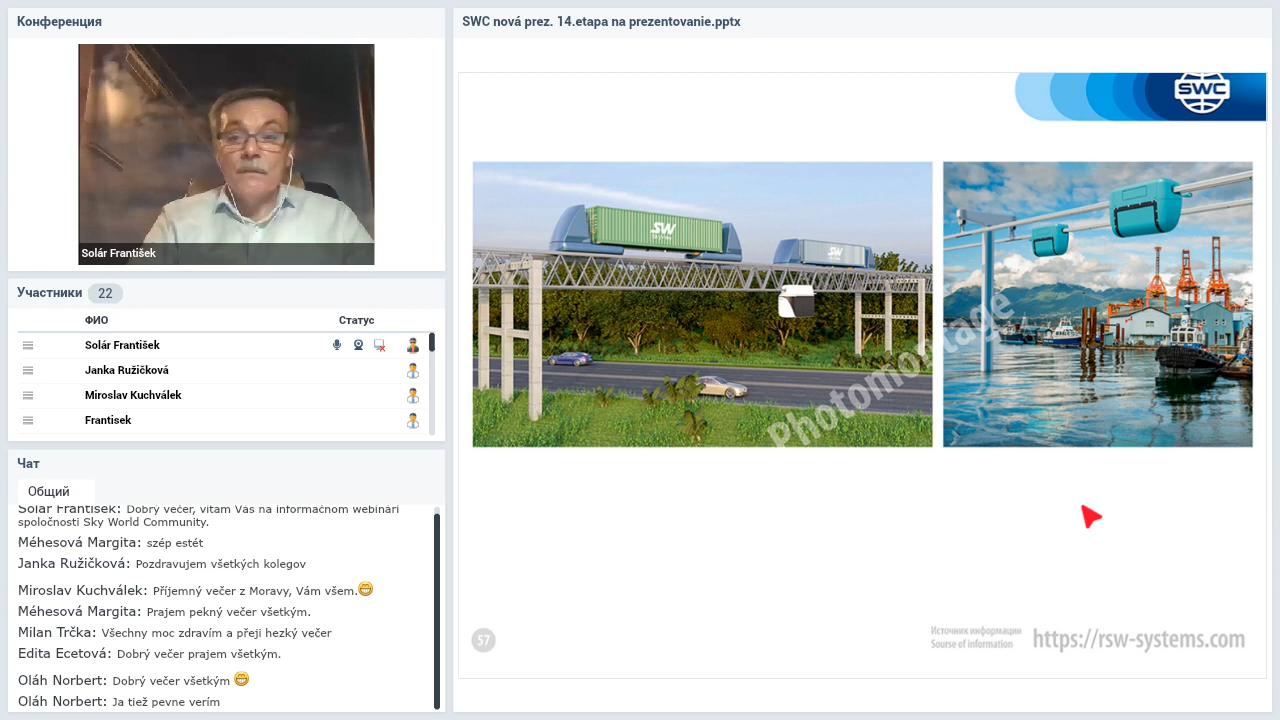 Конференция
Solár František
Участники 22
ФИО Статус
Solár František
Janka Ružičková
Miroslav Kuchválek
Frantisek
Чат
Общий
Solár František: Dobrý večer, vítam Vás na informačnom webinári
spoločnosti Sky World Community.
Méhesová Margita: szép estét
Janka Ružičková: Pozdravujem všetkých kolegov
Miroslav Kuchválek: Příjemný večer z Moravy, Vám všem.
Méhesová Margita: Prajem pekný večer všetkým.
Milan Trčka: Všechny moc zdravím a přeji hezký večer
Edita Ecetová: Dobrý večer prajem všetkým.
Oláh Norbert: Dobrý večer všetkým
Oláh Norbert: Ja tiež pevne verím
SWC nová prez. 14.etapa na prezentovanie.pptx
SWC
SW
SW
Photomontage
57
Источник информации
Sourse of information
https://rsw-systems.com